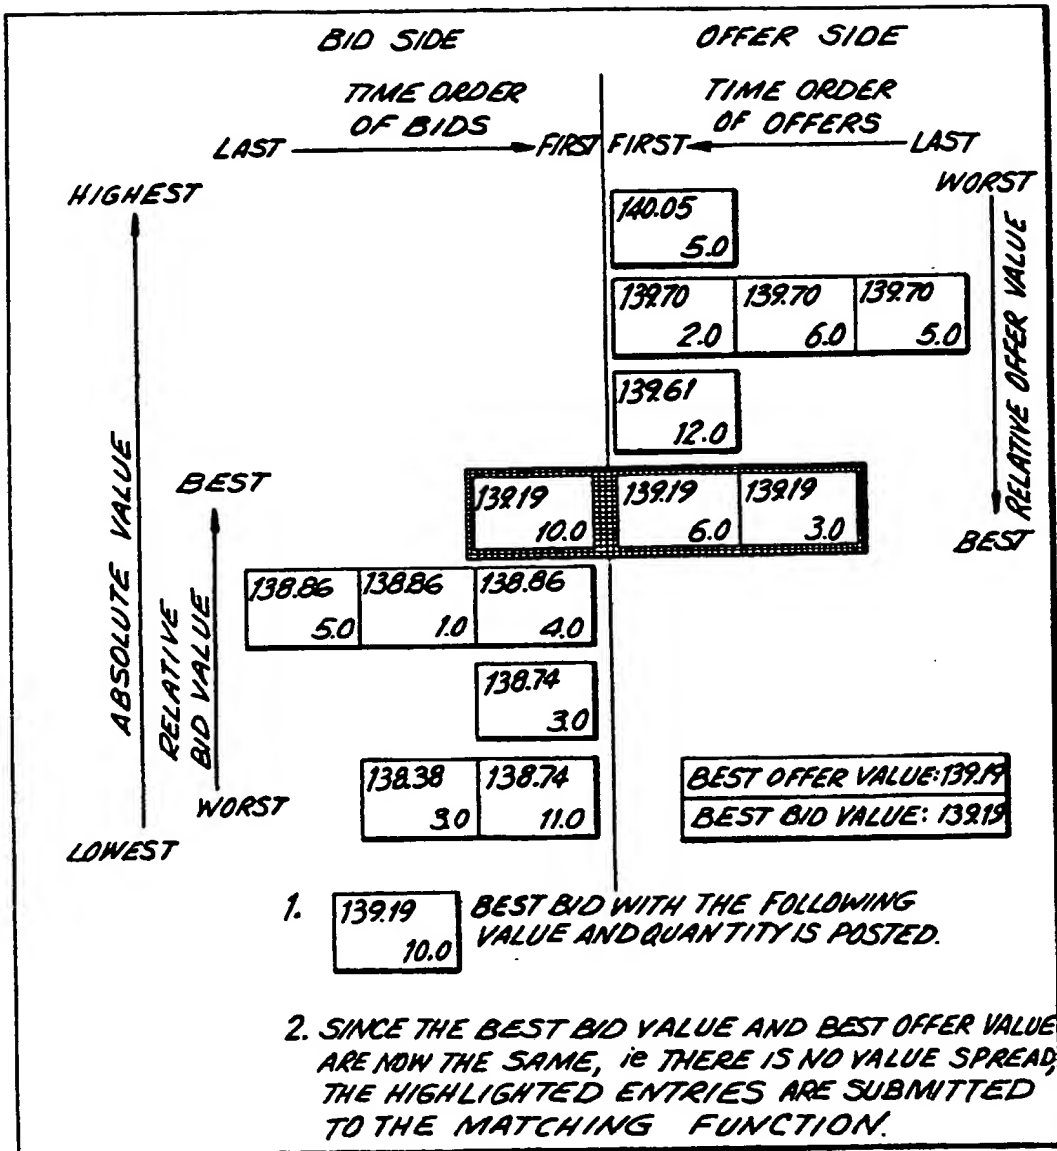 BID SIDE
OFFER SIDE
TIME ORDER
OF BIDS
TIME ORDER
OF OFFERS
LAST
FIRST
FIRST
LAST
HIGHEST
WORST
140.05
5.0
139.70
139.70
139.70
2.0
6.0
5.0
139.61
12.0
RELATIVE OFFER VALUE
ABSOLUTE VALUE
BEST
139.19
139.19
139.19
10.0
6.0
3.0
BEST
138.86
138.86
138.86
5.0
1.0
4.0
RELATIVE
BID VALUE
138.74
3.0
138.38
138.74
3.0
11.0
WORST
LOWEST
BEST OFFER VALUE: 139.19
BEST BID VALUE: 139.19
1. 139.19
10.0
BEST BID WITH THE FOLLOWING
VALUE AND QUANTITY IS POSTED.
2. SINCE THE BEST BID VALUE AND BEST OFFER VALUE
ARE NOW THE SAME, ie THERE IS NO VALUE SPREAD,
THE HIGHLIGHTED ENTRIES ARE SUBMITTED
TO THE MATCHING FUNCTION.